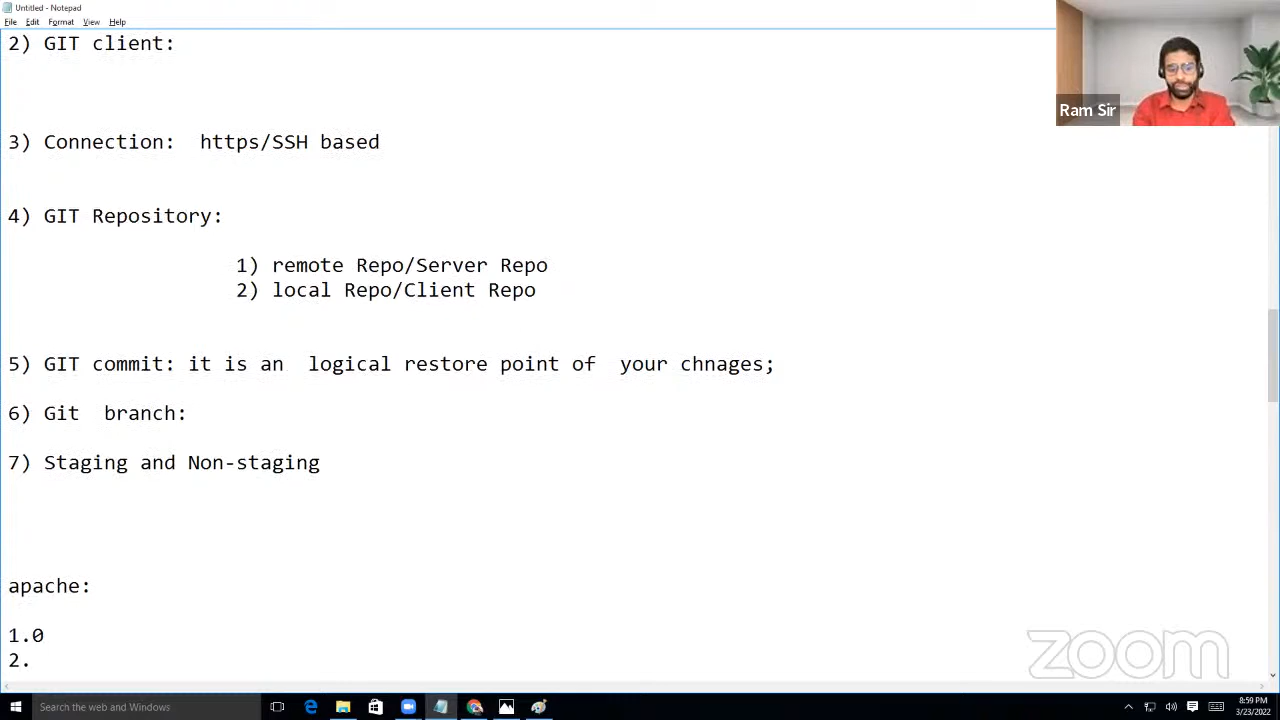 Untitled - Notepad
File Edit Format View Help
2) GIT client:
Ram Sir
3) Connection: https/SSH based
4) GIT Repository:
1) remote Repo/Server Repo
2) local Repo/Client Repo
5) GIT commit: it is an logical restore point of your chnages;
6) Git branch:
7) Staging and Non-staging
apache:
1.0
2.
zoom
Search the web and Windows
8:59 PM
3/23/2022